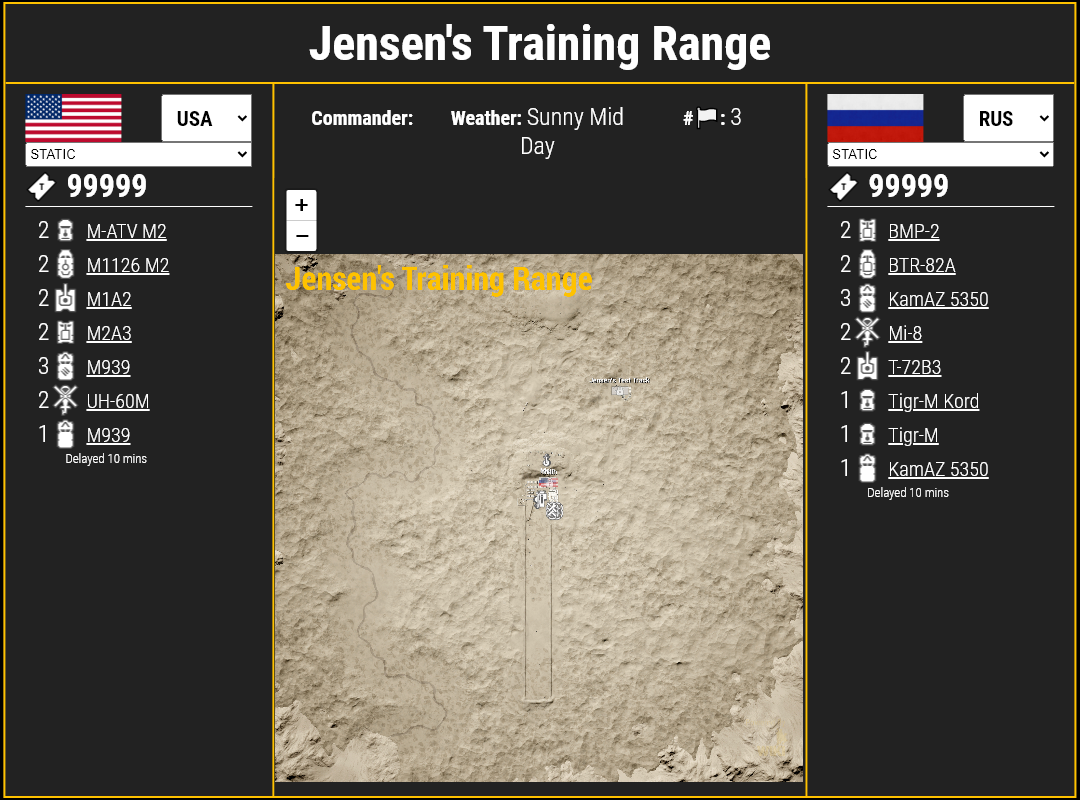 Jensen's Training Range
USA
STATIC
T 99999
2 M-ATV M2
2 M1126 M2
2 M1A2
2 M2A3
3 M939
2 UH-60M
1 M939
Delayed 10 mins
Commander:
Weather: Sunny Mid
Day
# : 3
+
−
Jensen's Training Range
Jensen's Test Track
RUS
STATIC
T 99999
2 BMP-2
2 BTR-82A
3 KamAZ 5350
2 Mi-8
2 T-72B3
1 Tigr-M Kord
1 Tigr-M
1 KamAZ 5350
Delayed 10 mins